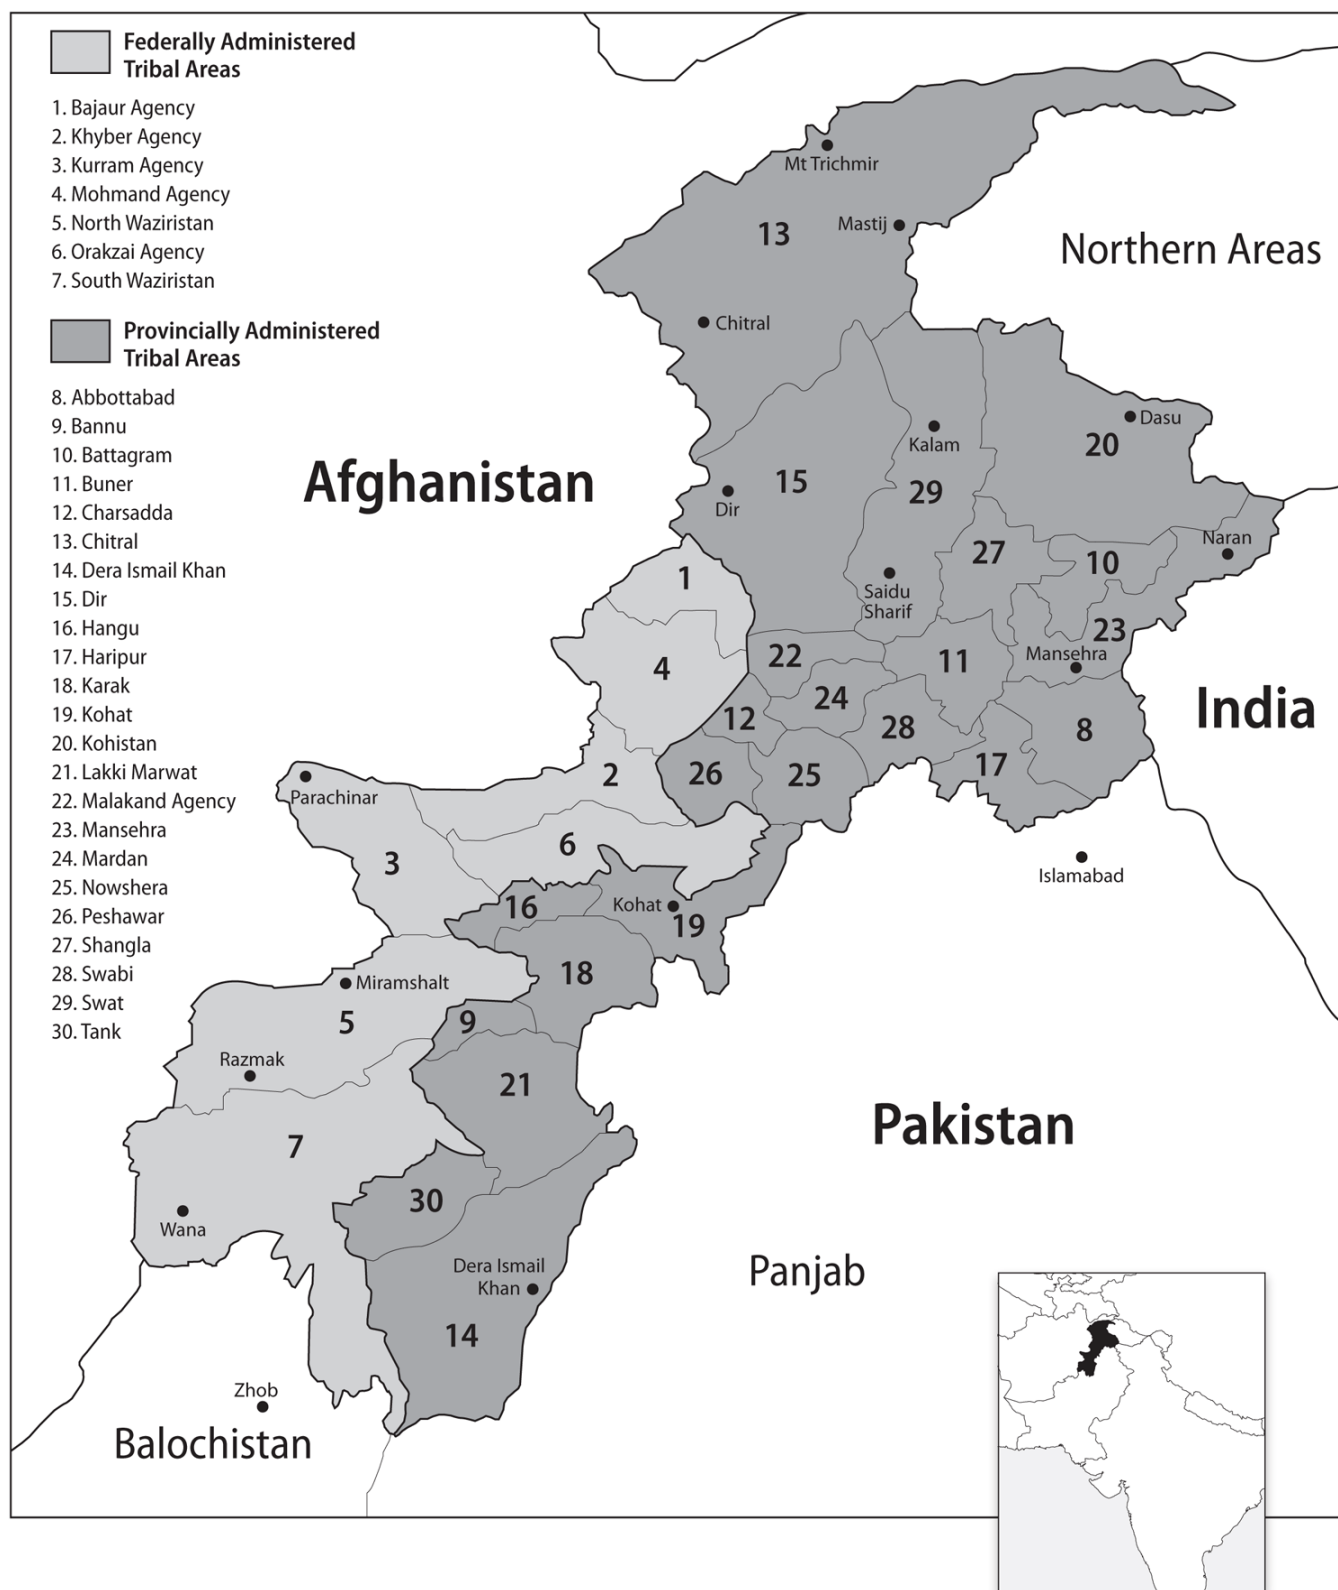 Federally Administered
Tribal Areas
1. Bajaur Agency
2. Khyber Agency
3. Kurram Agency
4. Mohmand Agency
5. North Waziristan
6. Orakzai Agency
7. South Waziristan
Provincially Administered
Tribal Areas
8. Abbottabad
9. Bannu
10. Battagram
11. Buner
12. Charsadda
13. Chitral
14. Dera Ismail Khan
15. Dir
16. Hangu
17. Haripur
18. Karak
19. Kohat
20. Kohistan
21. Lakki Marwat
22. Malakand Agency
23. Mansehra
24. Mardan
25. Nowshera
26. Peshawar
27. Shangla
28. Swabi
29. Swat
30. Tank
Mt Trichmir
13
Mastij
Northern Areas
Chitral
Dasu
20
Kalam
Afghanistan
15
29
Dir
Naran
27
10
1
Saidu
Sharif
23
22
4
11
Mansehra
24
India
12
28
8
17
2
26
25
Parachinar
6
3
Islamabad
16
Kohat
19
18
Miramshalt
5
9
Razmak
21
Pakistan
7
30
Wana
Dera Ismail
Khan
Panjab
14
Zhob
Balochistan